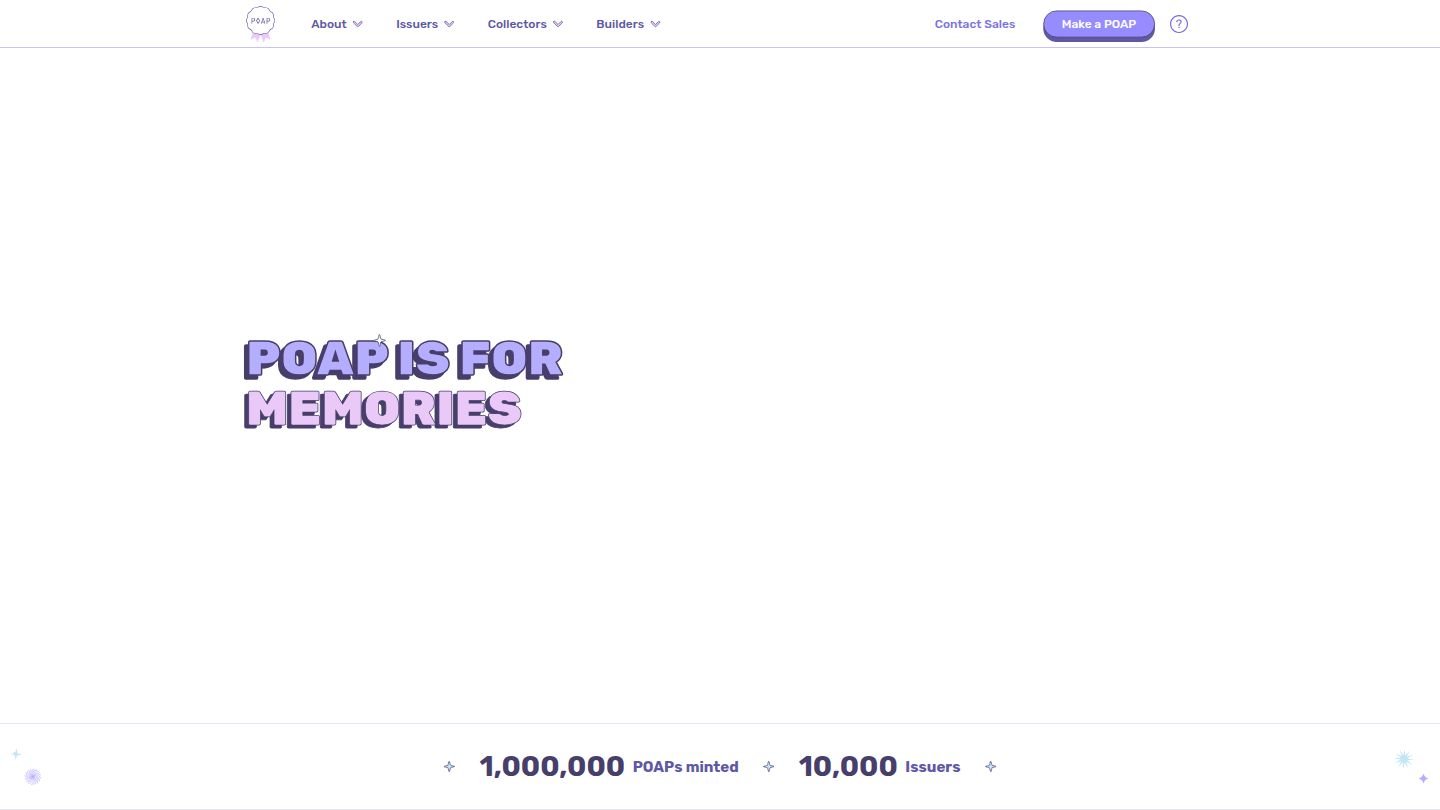 POAP
About
Issuers
Collectors
Builders
Contact Sales
Make a POAP
?
POAP IS FOR
MEMORIES
1,000,000 POAPs minted
10,000 Issuers